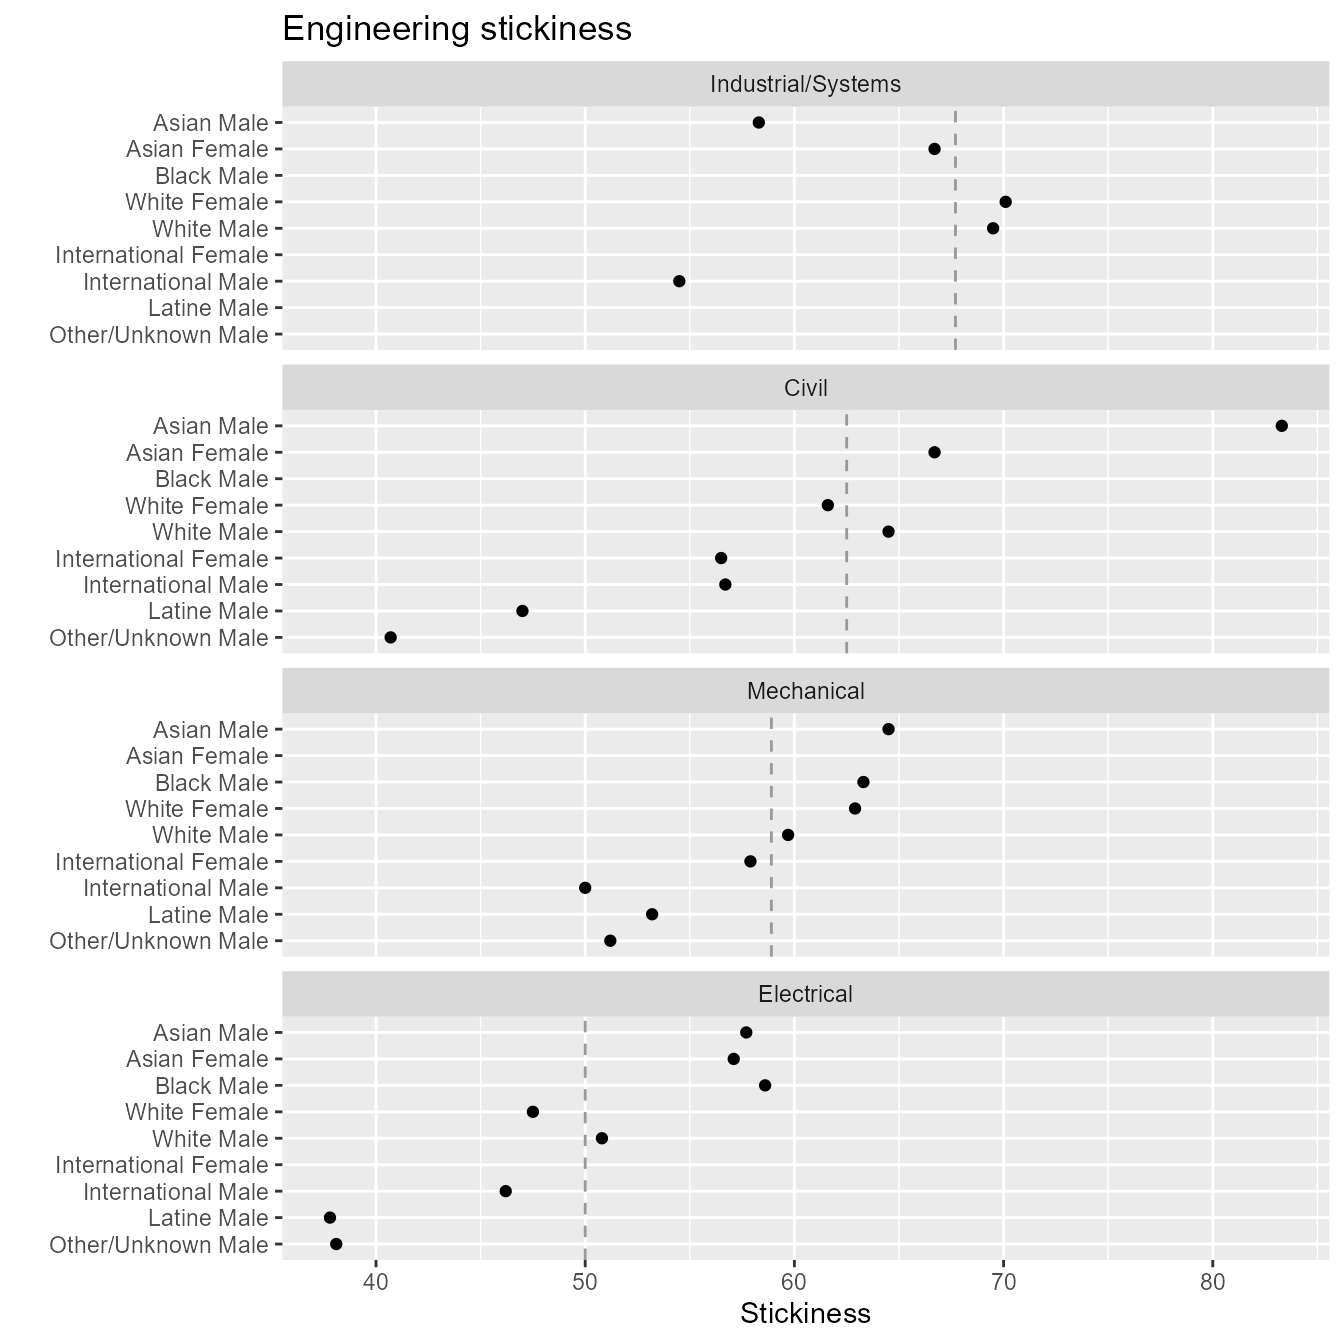 Engineering stickiness
Industrial/Systems
Asian Male
Asian Female
Black Male
White Female
White Male
International Female
International Male
Latine Male
Other/Unknown Male
Civil
Asian Male
Asian Female
Black Male
White Female
White Male
International Female
International Male
Latine Male
Other/Unknown Male
Mechanical
Asian Male
Asian Female
Black Male
White Female
White Male
International Female
International Male
Latine Male
Other/Unknown Male
Electrical
Asian Male
Asian Female
Black Male
White Female
White Male
International Female
International Male
Latine Male
Other/Unknown Male
40 50 60 70 80
Stickiness